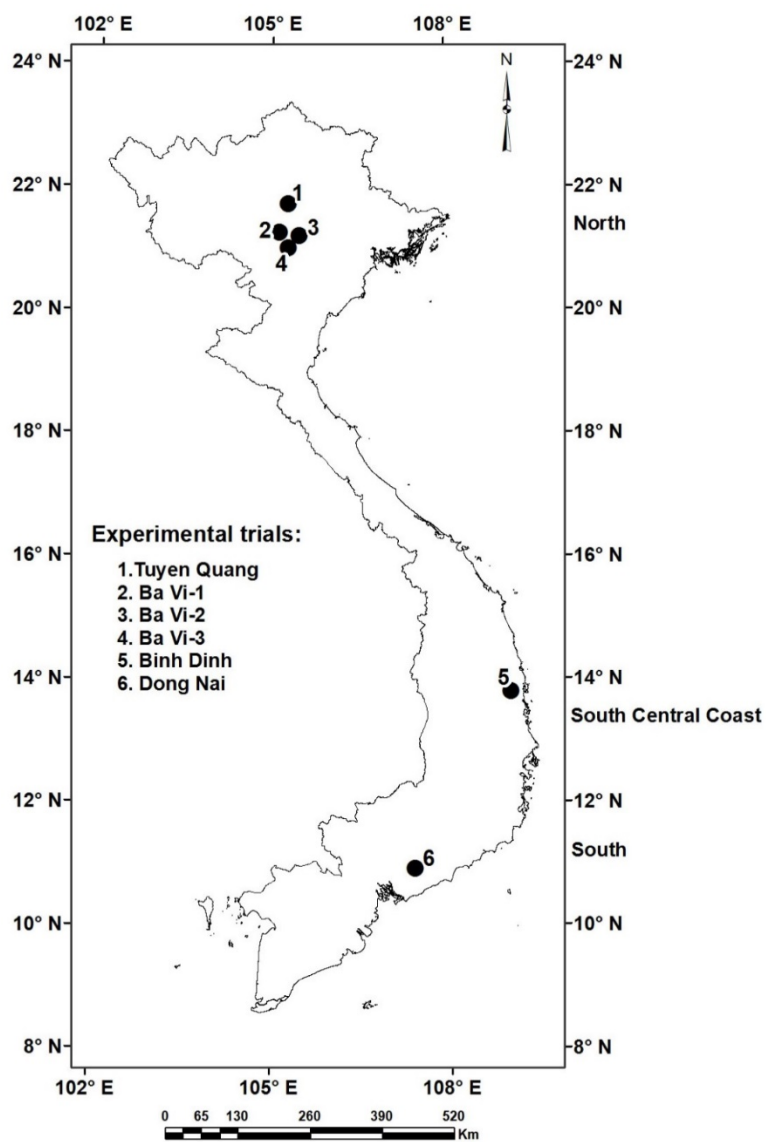 102° E 105° E 108° E
24° N 24° N
N
22° N 22° N
1
2 3
4
North
20° N 20° N
18° N 18° N
Experimental trials:
16° N 16° N
1.Tuyen Quang
2. Ba Vi-1
3. Ba Vi-2
4. Ba Vi-3
5. Binh Dinh
6. Dong Nai
14° N 14° N
5
South Central Coast
12° N 12° N
South
6
10° N 10° N
8° N 8° N
102° E 105° E 108° E
0 65 130 260 390 520
Km